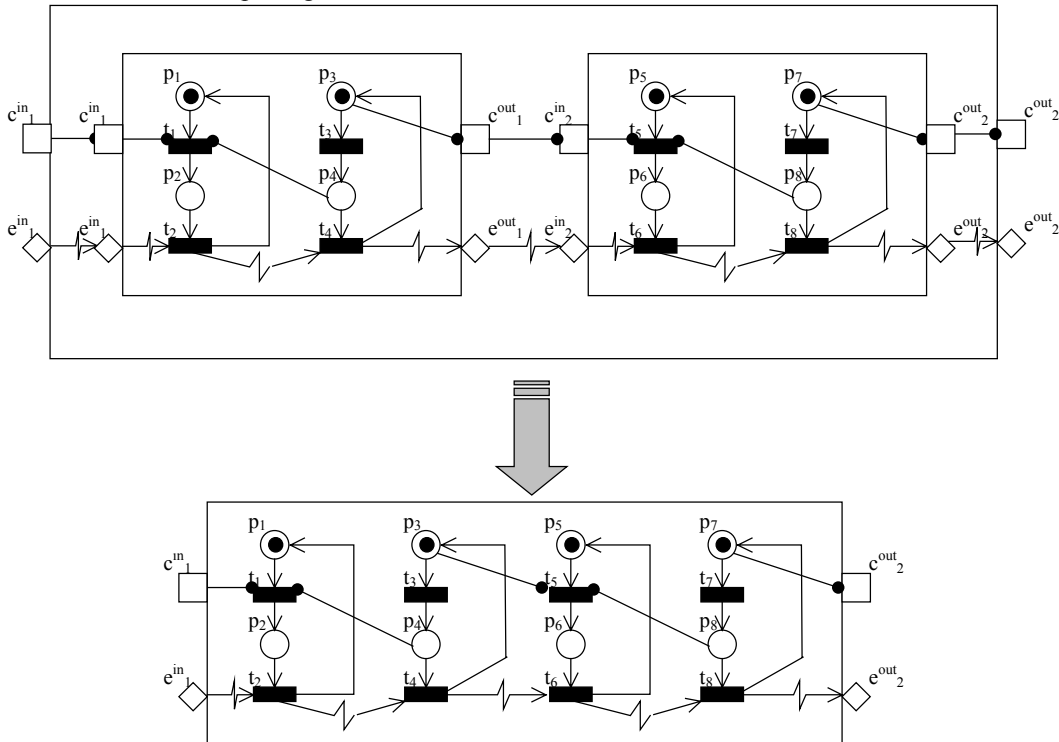 p1 p3 p5 p7
c^in_1 c^in_1 t1 t3 c^out_1 c^in_2 t5 t7 c^out_2 c^out_2
p2 p4 p6 p8
e^in_1 e^in_1 t2 t4 e^out_1 e^in_2 t6 t8 e^out_2 e^out_2
p1 p3 p5 p7
c^in_1 t1 t3 t5 t7 c^out_2
p2 p4 p6 p8
e^in_1 t2 t4 t6 t8 e^out_2